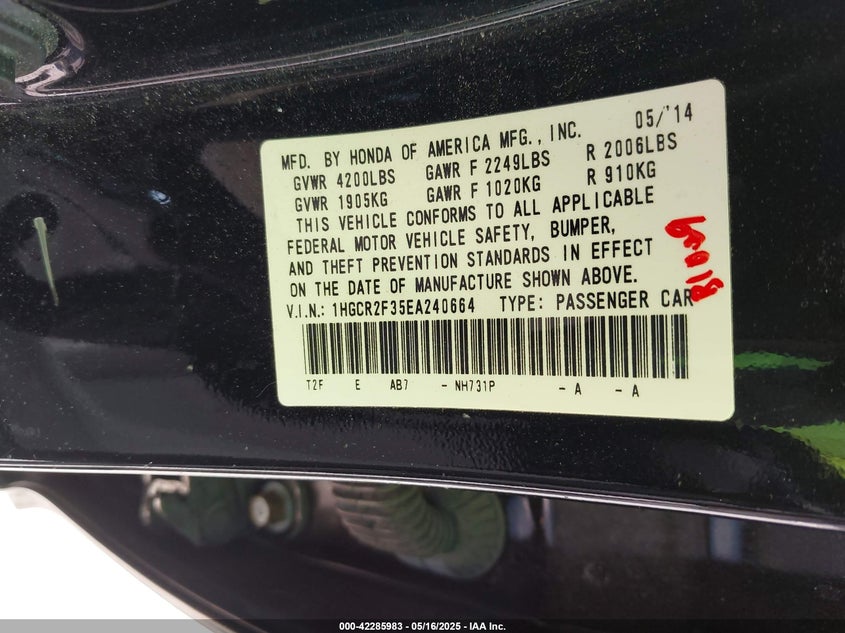 MFD. BY HONDA OF AMERICA MFG., INC. 05/'14
GVWR 4200LBS GAWR F 2249LBS R 2006LBS
GVWR 1905KG GAWR F 1020KG R 910KG
THIS VEHICLE CONFORMS TO ALL APPLICABLE
FEDERAL MOTOR VEHICLE SAFETY, BUMPER,
AND THEFT PREVENTION STANDARDS IN EFFECT
ON THE DATE OF MANUFACTURE SHOWN ABOVE.
V.I.N.: 1HGCR2F35EA240664 TYPE: PASSENGER CAR
T2F E AB7 - NH731P - A - A
000-42285983 - 05/16/2025 - IAA Inc.